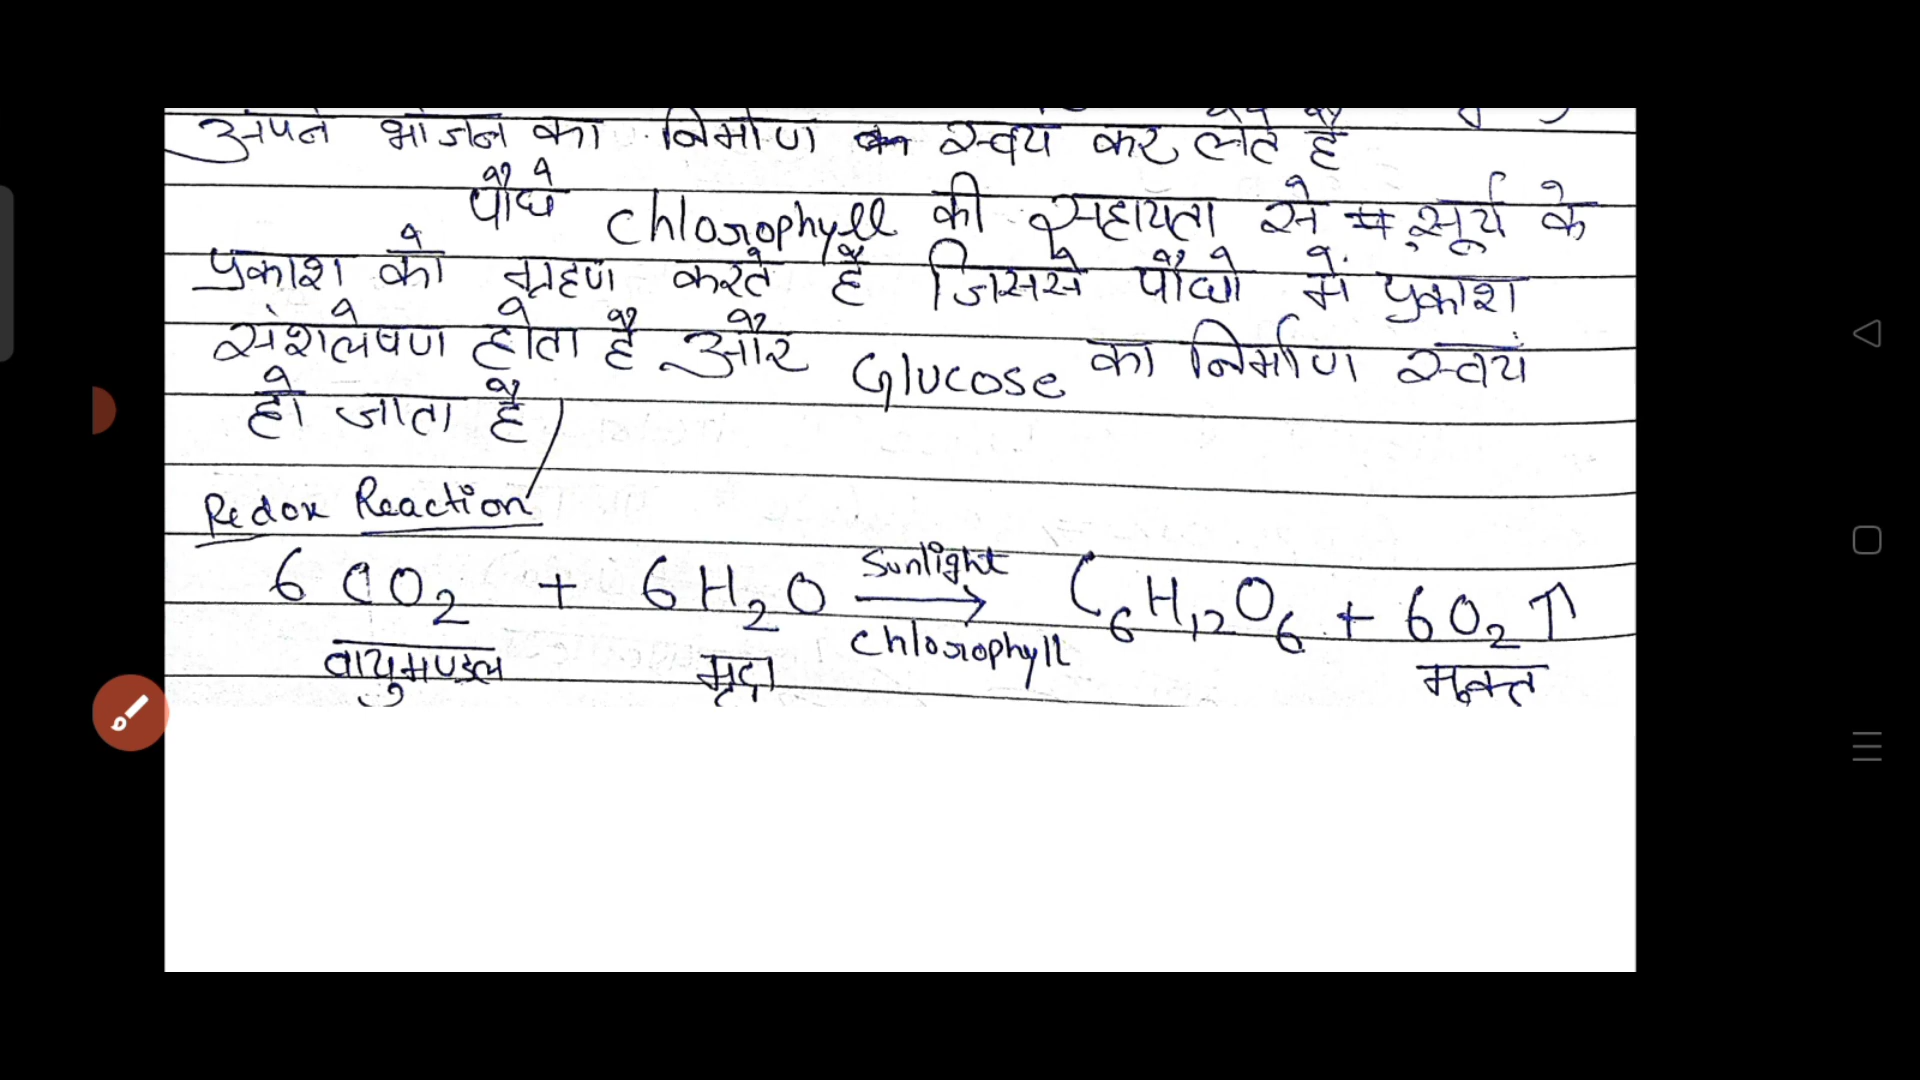 अपने भोजन का निर्माण स्वयं कर लेते है
पौधे Chlorophyll की सहायता से सूर्य के
प्रकाश को ग्रहण करते है जिससे पौधो में प्रकाश
संशलेषण होता है और Glucose का निर्माण स्वयं
हो जाता है
Redox Reaction
6 CO2 + 6 H2O Sunlight → Chlorophyll C6H12O6 + 6O2 ↑
वायुमण्डल मृदा मुक्त